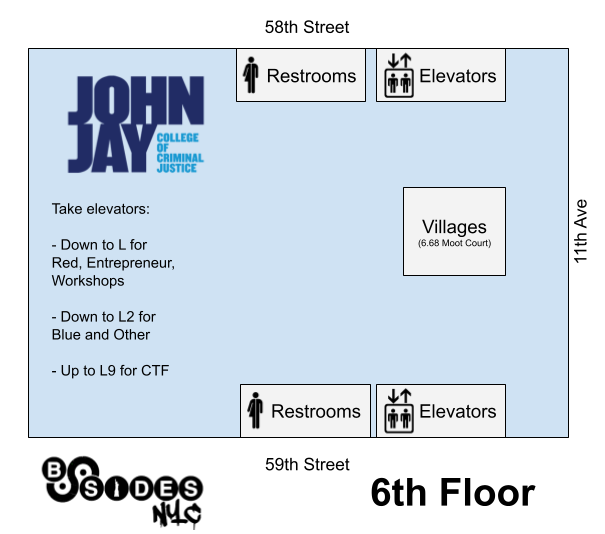 58th Street
Restrooms
Elevators
JOHN
JAY
COLLEGE
OF
CRIMINAL
JUSTICE
Take elevators:
- Down to L for
Red, Entrepreneur,
Workshops
- Down to L2 for
Blue and Other
- Up to L9 for CTF
Villages
(6.68 Moot Court)
11th Ave
Restrooms
Elevators
59th Street
BSIDES
NYC
6th Floor